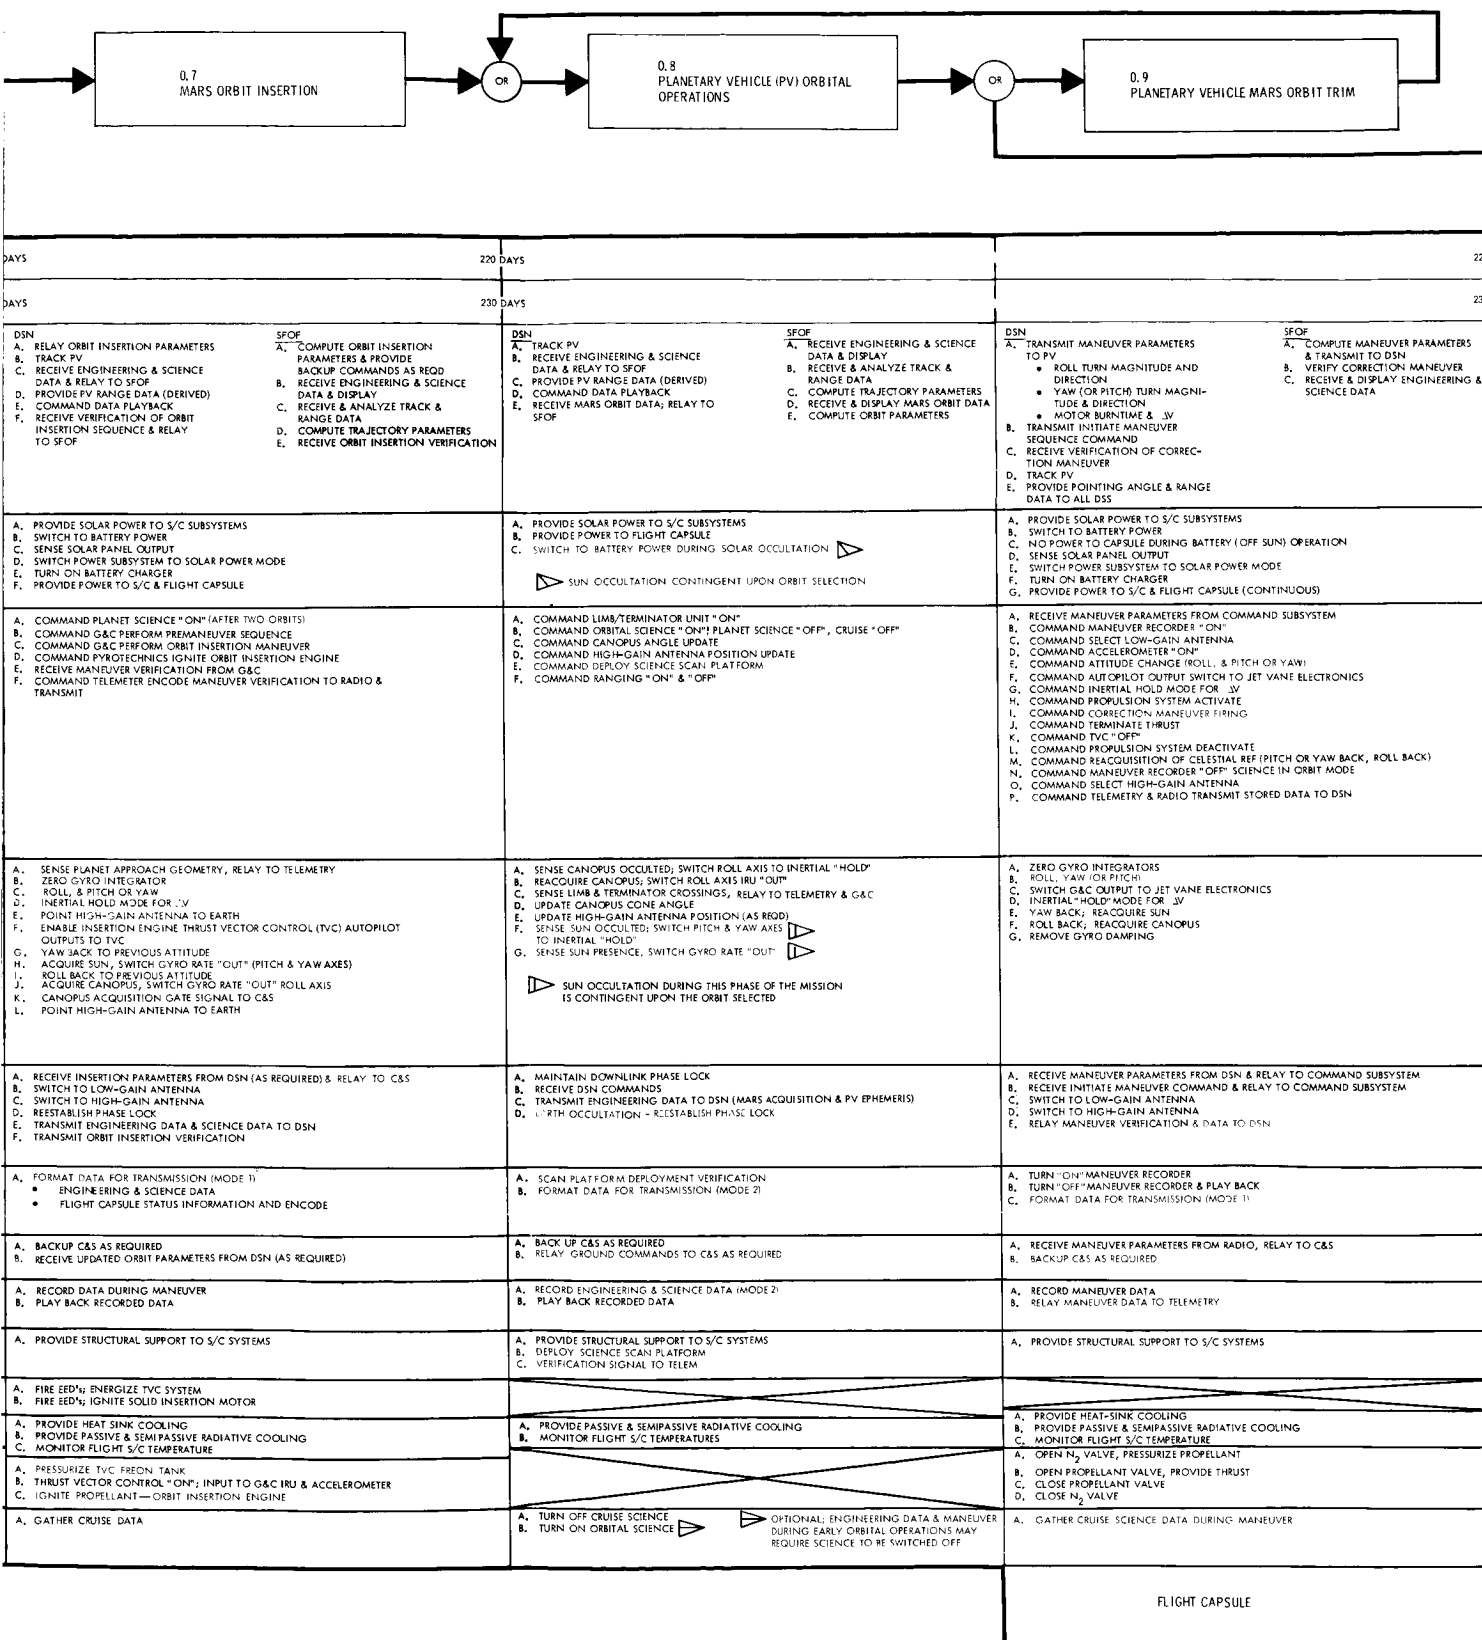 0.7
MARS ORBIT INSERTION
OR
0.8
PLANETARY VEHICLE (PV) ORBITAL
OPERATIONS
OR
0.9
PLANETARY VEHICLE MARS ORBIT TRIM
DAYS
220 DAYS
22
DAYS
230 DAYS
23
DSN
A. RELAY ORBIT INSERTION PARAMETERS
B. TRACK PV
C. RECEIVE ENGINEERING & SCIENCE
DATA & RELAY TO SFOF
D. PROVIDE PV RANGE DATA (DERIVED)
E. COMMAND DATA PLAYBACK
F. RECEIVE VERIFICATION OF ORBIT
INSERTION SEQUENCE & RELAY
TO SFOF
SFOF
A. COMPUTE ORBIT INSERTION
PARAMETERS & PROVIDE
BACKUP COMMANDS AS REQD
B. RECEIVE ENGINEERING & SCIENCE
DATA & DISPLAY
C. RECEIVE & ANALYZE TRACK &
RANGE DATA
D. COMPUTE TRAJECTORY PARAMETERS
E. RECEIVE ORBIT INSERTION VERIFICATION
DSN
A. TRACK PV
B. RECEIVE ENGINEERING & SCIENCE
DATA & RELAY TO SFOF
C. PROVIDE PV RANGE DATA (DERIVED)
D. COMMAND DATA PLAYBACK
E. RECEIVE MARS ORBIT DATA; RELAY TO
SFOF
SFOF
A. RECEIVE ENGINEERING & SCIENCE
DATA & DISPLAY
B. RECEIVE & ANALYZE TRACK &
RANGE DATA
C. COMPUTE TRAJECTORY PARAMETERS
D. RECEIVE & DISPLAY MARS ORBIT DATA
E. COMPUTE ORBIT PARAMETERS
DSN
A. TRANSMIT MANEUVER PARAMETERS
TO PV
• ROLL TURN MAGNITUDE AND
DIRECTION
• YAW (OR PITCH) TURN MAGNI-
TUDE & DIRECTION
• MOTOR BURNTIME & ΔV
B. TRANSMIT INITIATE MANEUVER
SEQUENCE COMMAND
C. RECEIVE VERIFICATION OF CORREC-
TION MANEUVER
D. TRACK PV
E. PROVIDE POINTING ANGLE & RANGE
DATA TO ALL DSS
SFOF
A. COMPUTE MANEUVER PARAMETERS
& TRANSMIT TO DSN
B. VERIFY CORRECTION MANEUVER
C. RECEIVE & DISPLAY ENGINEERING &
SCIENCE DATA
A. PROVIDE SOLAR POWER TO S/C SUBSYSTEMS
B. SWITCH TO BATTERY POWER
C. SENSE SOLAR PANEL OUTPUT
D. SWITCH POWER SUBSYSTEM TO SOLAR POWER MODE
E. TURN ON BATTERY CHARGER
F. PROVIDE POWER TO S/C & FLIGHT CAPSULE
A. PROVIDE SOLAR POWER TO S/C SUBSYSTEMS
B. PROVIDE POWER TO FLIGHT CAPSULE
C. SWITCH TO BATTERY POWER DURING SOLAR OCCULTATION
SUN OCCULTATION CONTINGENT UPON ORBIT SELECTION
A. PROVIDE SOLAR POWER TO S/C SUBSYSTEMS
B. SWITCH TO BATTERY POWER
C. NO POWER TO CAPSULE DURING BATTERY (OFF SUN) OPERATION
D. SENSE SOLAR PANEL OUTPUT
E. SWITCH POWER SUBSYSTEM TO SOLAR POWER MODE
F. TURN ON BATTERY CHARGER
G. PROVIDE POWER TO S/C & FLIGHT CAPSULE (CONTINUOUS)
A. COMMAND PLANET SCIENCE "ON" (AFTER TWO ORBITS)
B. COMMAND G&C PERFORM PREMANEUVER SEQUENCE
C. COMMAND G&C PERFORM ORBIT INSERTION MANEUVER
D. COMMAND PYROTECHNICS IGNITE ORBIT INSERTION ENGINE
E. RECEIVE MANEUVER VERIFICATION FROM G&C
F. COMMAND TELEMETER ENCODE MANEUVER VERIFICATION TO RADIO &
TRANSMIT
A. COMMAND LIMB/TERMINATOR UNIT "ON"
B. COMMAND ORBITAL SCIENCE "ON"; PLANET SCIENCE "OFF", CRUISE "OFF"
C. COMMAND CANOPUS ANGLE UPDATE
D. COMMAND HIGH-GAIN ANTENNA POSITION UPDATE
E. COMMAND DEPLOY SCIENCE SCAN PLATFORM
F. COMMAND RANGING "ON" & "OFF"
A. RECEIVE MANEUVER PARAMETERS FROM COMMAND SUBSYSTEM
B. COMMAND MANEUVER RECORDER "ON"
C. COMMAND SELECT LOW-GAIN ANTENNA
D. COMMAND ACCELEROMETER "ON"
E. COMMAND ATTITUDE CHANGE (ROLL, & PITCH OR YAW)
F. COMMAND AUTOPILOT OUTPUT SWITCH TO JET VANE ELECTRONICS
G. COMMAND INERTIAL HOLD MODE FOR ΔV
H. COMMAND PROPULSION SYSTEM ACTIVATE
I. COMMAND CORRECTION MANEUVER FIRING
J. COMMAND TERMINATE THRUST
K. COMMAND TVC "OFF"
L. COMMAND PROPULSION SYSTEM DEACTIVATE
M. COMMAND REACQUISITION OF CELESTIAL REF (PITCH OR YAW BACK, ROLL BACK)
N. COMMAND MANEUVER RECORDER "OFF" SCIENCE IN ORBIT MODE
O. COMMAND SELECT HIGH-GAIN ANTENNA
P. COMMAND TELEMETRY & RADIO TRANSMIT STORED DATA TO DSN
A. SENSE PLANET APPROACH GEOMETRY, RELAY TO TELEMETRY
B. ZERO GYRO INTEGRATOR
C. ROLL, & PITCH OR YAW
D. INERTIAL HOLD MODE FOR ΔV
E. POINT HIGH-GAIN ANTENNA TO EARTH
F. ENABLE INSERTION ENGINE THRUST VECTOR CONTROL (TVC) AUTOPILOT
OUTPUTS TO TVC
G. YAW BACK TO PREVIOUS ATTITUDE
H. ACQUIRE SUN, SWITCH GYRO RATE "OUT" (PITCH & YAW AXES)
I. ROLL BACK TO PREVIOUS ATTITUDE
J. ACQUIRE CANOPUS, SWITCH GYRO RATE "OUT" ROLL AXIS
K. CANOPUS ACQUISITION GATE SIGNAL TO C&S
L. POINT HIGH-GAIN ANTENNA TO EARTH
A. SENSE CANOPUS OCCULTED; SWITCH ROLL AXIS TO INERTIAL "HOLD"
B. REACQUIRE CANOPUS; SWITCH ROLL AXIS IRU "OUT"
C. SENSE LIMB & TERMINATOR CROSSINGS, RELAY TO TELEMETRY & G&C
D. UPDATE CANOPUS CONE ANGLE
E. UPDATE HIGH-GAIN ANTENNA POSITION (AS REQD)
F. SENSE SUN OCCULTED; SWITCH PITCH & YAW AXES
TO INERTIAL "HOLD"
G. SENSE SUN PRESENCE, SWITCH GYRO RATE "OUT"
SUN OCCULTATION DURING THIS PHASE OF THE MISSION
IS CONTINGENT UPON THE ORBIT SELECTED
A. ZERO GYRO INTEGRATORS
B. ROLL, YAW (OR PITCH)
C. SWITCH G&C OUTPUT TO JET VANE ELECTRONICS
D. INERTIAL "HOLD" MODE FOR ΔV
E. YAW BACK; REACQUIRE SUN
F. ROLL BACK; REACQUIRE CANOPUS
G. REMOVE GYRO DAMPING
A. RECEIVE INSERTION PARAMETERS FROM DSN (AS REQUIRED) & RELAY TO C&S
B. SWITCH TO LOW-GAIN ANTENNA
C. SWITCH TO HIGH-GAIN ANTENNA
D. REESTABLISH PHASE LOCK
E. TRANSMIT ENGINEERING DATA & SCIENCE DATA TO DSN
F. TRANSMIT ORBIT INSERTION VERIFICATION
A. MAINTAIN DOWNLINK PHASE LOCK
B. RECEIVE DSN COMMANDS
C. TRANSMIT ENGINEERING DATA TO DSN (MARS ACQUISITION & PV EPHEMERIS)
D. EARTH OCCULTATION - REESTABLISH PHASE LOCK
A. RECEIVE MANEUVER PARAMETERS FROM DSN & RELAY TO COMMAND SUBSYSTEM
B. RECEIVE INITIATE MANEUVER COMMAND & RELAY TO COMMAND SUBSYSTEM
C. SWITCH TO LOW-GAIN ANTENNA
D. SWITCH TO HIGH-GAIN ANTENNA
E. RELAY MANEUVER VERIFICATION & DATA TO DSN
A. FORMAT DATA FOR TRANSMISSION (MODE 1)
• ENGINEERING & SCIENCE DATA
• FLIGHT CAPSULE STATUS INFORMATION AND ENCODE
A. SCAN PLATFORM DEPLOYMENT VERIFICATION
B. FORMAT DATA FOR TRANSMISSION (MODE 2)
A. TURN "ON" MANEUVER RECORDER
B. TURN "OFF" MANEUVER RECORDER & PLAY BACK
C. FORMAT DATA FOR TRANSMISSION (MODE 1)
A. BACKUP C&S AS REQUIRED
B. RECEIVE UPDATED ORBIT PARAMETERS FROM DSN (AS REQUIRED)
A. BACK UP C&S AS REQUIRED
B. RELAY GROUND COMMANDS TO C&S AS REQUIRED
A. RECEIVE MANEUVER PARAMETERS FROM RADIO, RELAY TO C&S
B. BACKUP C&S AS REQUIRED
A. RECORD DATA DURING MANEUVER
B. PLAY BACK RECORDED DATA
A. RECORD ENGINEERING & SCIENCE DATA (MODE 2)
B. PLAY BACK RECORDED DATA
A. RECORD MANEUVER DATA
B. RELAY MANEUVER DATA TO TELEMETRY
A. PROVIDE STRUCTURAL SUPPORT TO S/C SYSTEMS
A. PROVIDE STRUCTURAL SUPPORT TO S/C SYSTEMS
B. DEPLOY SCIENCE SCAN PLATFORM
C. VERIFICATION SIGNAL TO TELEM
A. PROVIDE STRUCTURAL SUPPORT TO S/C SYSTEMS
A. FIRE EED's; ENERGIZE TVC SYSTEM
B. FIRE EED's; IGNITE SOLID INSERTION MOTOR
A. PROVIDE HEAT SINK COOLING
B. PROVIDE PASSIVE & SEMIPASSIVE RADIATIVE COOLING
C. MONITOR FLIGHT S/C TEMPERATURE
A. PROVIDE PASSIVE & SEMIPASSIVE RADIATIVE COOLING
B. MONITOR FLIGHT S/C TEMPERATURES
A. PROVIDE HEAT-SINK COOLING
B. PROVIDE PASSIVE & SEMIPASSIVE RADIATIVE COOLING
C. MONITOR FLIGHT S/C TEMPERATURE
A. PRESSURIZE TVC FREON TANK
B. THRUST VECTOR CONTROL "ON"; INPUT TO G&C IRU & ACCELEROMETER
C. IGNITE PROPELLANT—ORBIT INSERTION ENGINE
A. OPEN N2 VALVE, PRESSURIZE PROPELLANT
B. OPEN PROPELLANT VALVE, PROVIDE THRUST
C. CLOSE PROPELLANT VALVE
D. CLOSE N2 VALVE
A. GATHER CRUISE DATA
A. TURN OFF CRUISE SCIENCE
B. TURN ON ORBITAL SCIENCE
OPTIONAL; ENGINEERING DATA & MANEUVER
DURING EARLY ORBITAL OPERATIONS MAY
REQUIRE SCIENCE TO BE SWITCHED OFF
A. GATHER CRUISE SCIENCE DATA DURING MANEUVER
FLIGHT CAPSULE